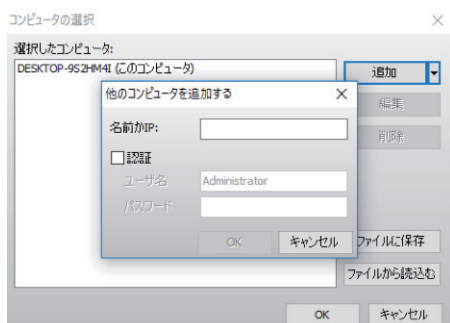 コンピュータの選択
選択したコンピュータ:
DESKTOP-9S2HM4I (このコンピュータ)
追加
編集
削除
他のコンピュータを追加する
名前かIP:
認証
ユーザ名
Administrator
パスワード
OK
キャンセル
ファイルに保存
ファイルから読込む
OK
キャンセル